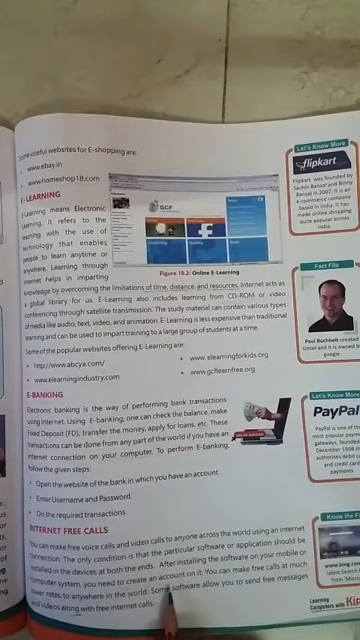 Some useful websites for E-shopping are:
www.ebay.in
www.homeshop18.com
E-LEARNING
E-Learning means Electronic
Learning. It refers to the
learning with the use of
technology that enables
people to learn anytime or
anywhere. Learning through
internet helps in imparting
knowledge by overcoming the limitations of time, distance, and resources. Internet acts as
a global library for us. E-Learning also includes learning from CD-ROM or video
conferencing through satellite transmission. The study material can contain various types
of media like audio, text, video, and animation. E-Learning is less expensive than traditional
learning and can be used to impart training to a large group of students at a time.
GCF
Figure 10.2: Online E-Learning
Some of the popular websites offering E-Learning are:
• http://www.abcya.com/
• www.elearningforkids.org
• www.elearningindustry.com
• www.gcflearnfree.org
E-BANKING
Electronic banking is the way of performing bank transactions
using internet. Using E-banking, one can check the balance, make
Fixed Deposit (FD), transfer the money, apply for loans, etc. These
transactions can be done from any part of the world if you have an
internet connection on your computer. To perform E-banking,
follow the given steps:
Open the website of the bank in which you have an account.
Enter Username and Password.
Do the required transactions.
INTERNET FREE CALLS
You can make free voice calls and video calls to anyone across the world using an internet
connection. The only condition is that the particular software or application should be
installed in the devices at both the ends. After installing the software on your mobile or
computer system, you need to create an account on it. You can make free calls at much
lower rates to anywhere in the world. Some software allow you to send free messages
and videos along with free internet calls.
Let's Know More
flipkart
Flipkart was founded by
Sachin Bansal and Binny
Bansal in 2007. It is an
e-commerce company
based in India. It has
made online shopping
quite popular across
India.
Fact File
Paul Buchheit created
Gmail and it is owned b
google.
Let's Know More
PayPal
PayPal is one of the
most popular paym
gateways, founded
December 1998 th
authorises debit c
and credit card
payments.
Know the F
www.bing.com
latest Search
from Micro
Learning
Computers with Ki